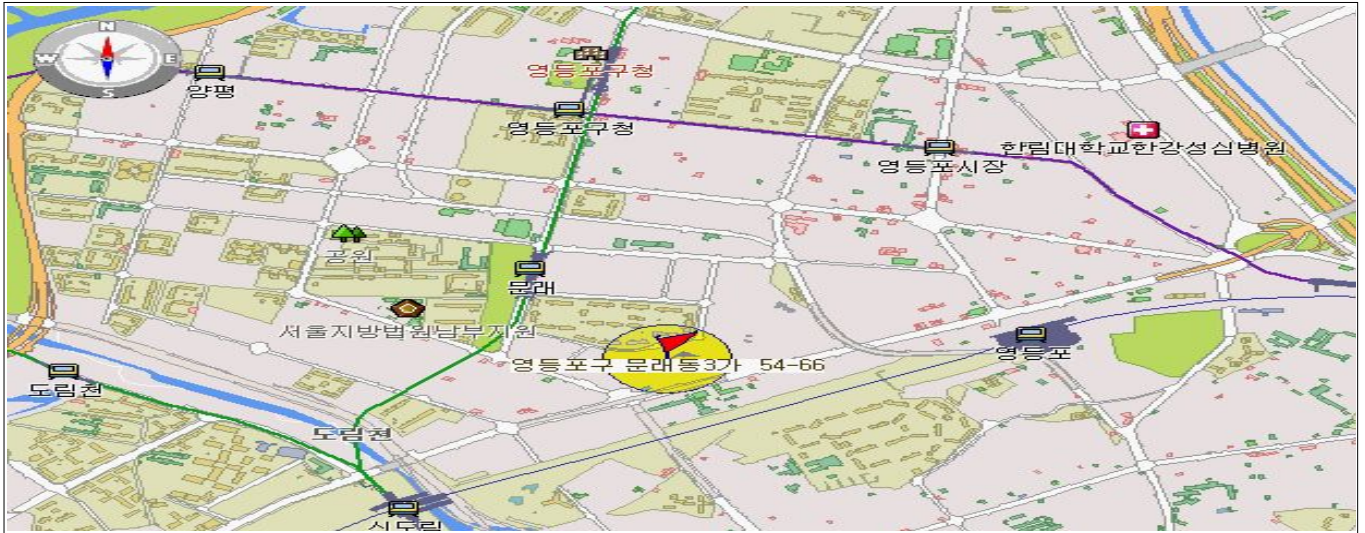 N
W E
S
영등포구청
양평
영등포구청
영등포시장
한림대학교한강성심병원
공원
문래
서울지방법원남부지원
영등포구 문래동3가 54-66
영등포
도림천
도림천
신도림